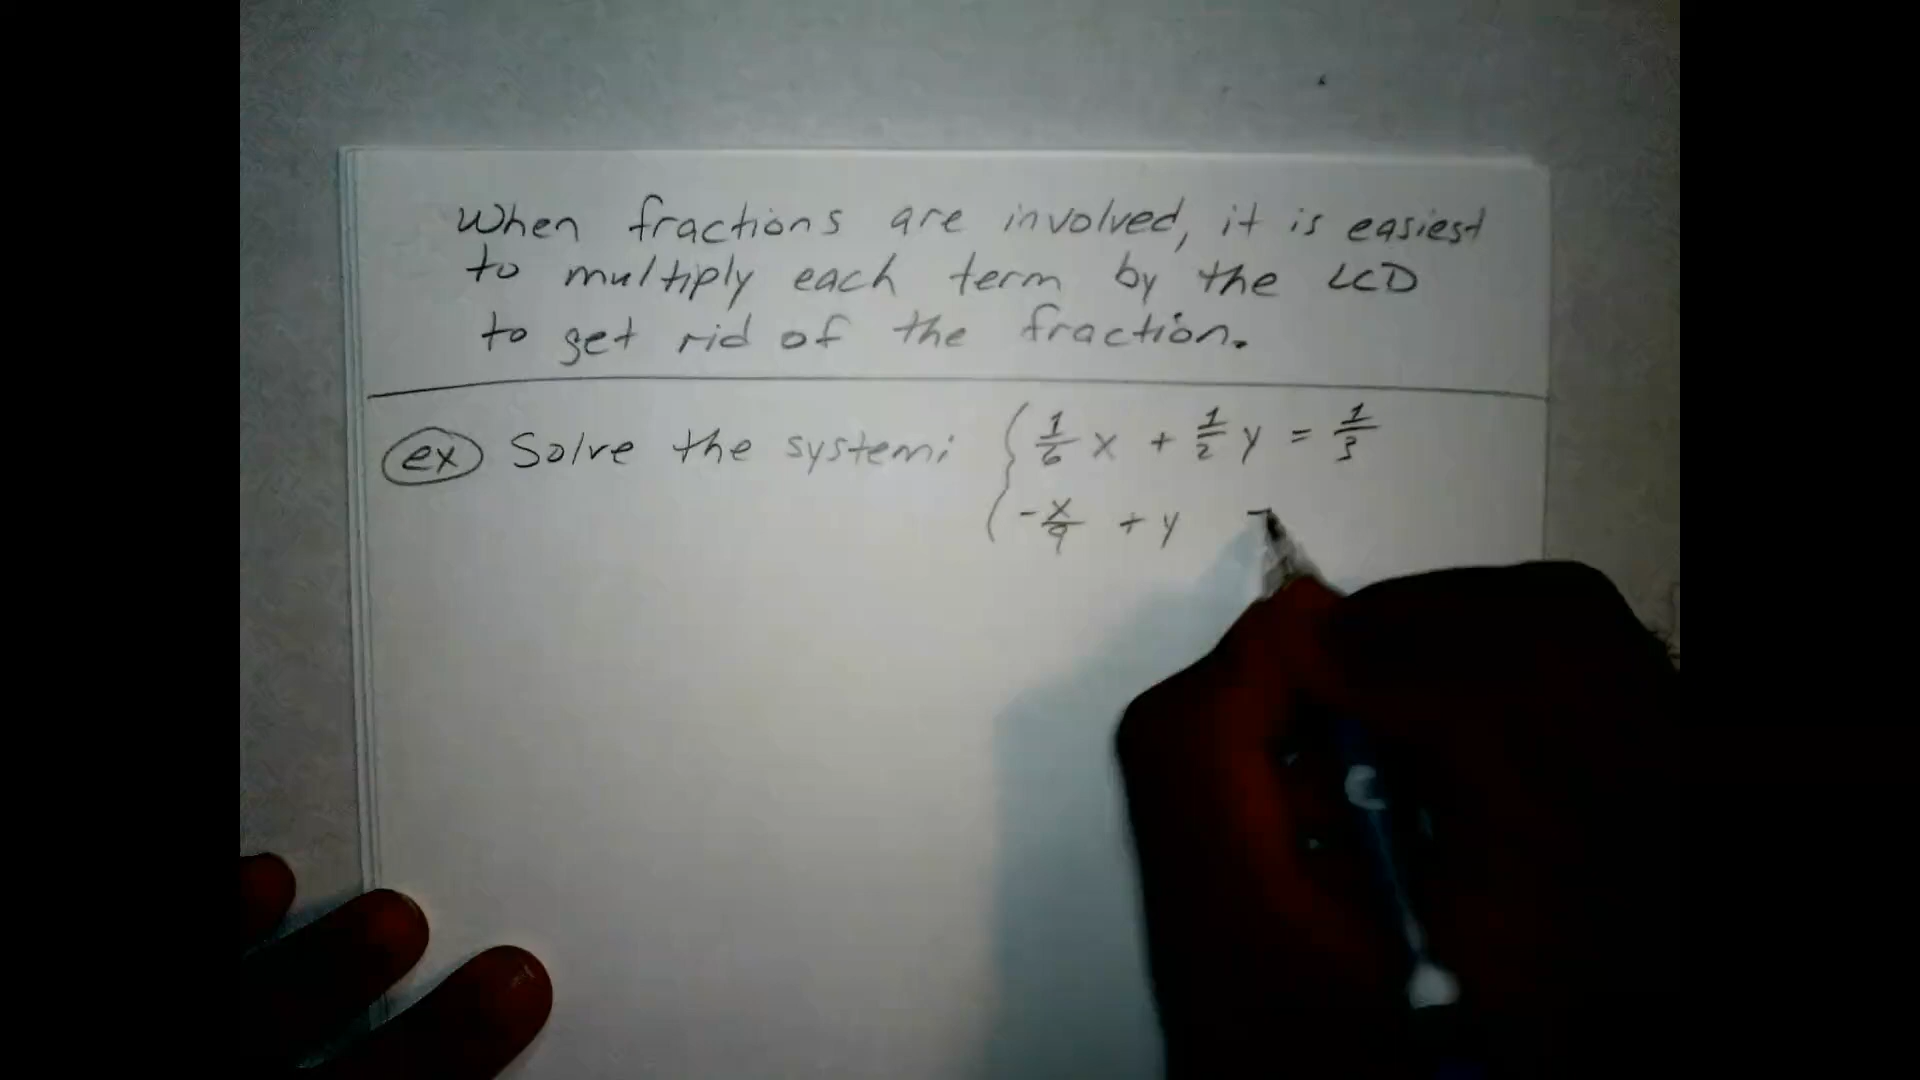 When fractions are involved, it is easiest
to multiply each term by the LCD
to get rid of the fraction.
ex Solve the system: { 1/6 x + 1/2 y = 1/3
-x/9 + y